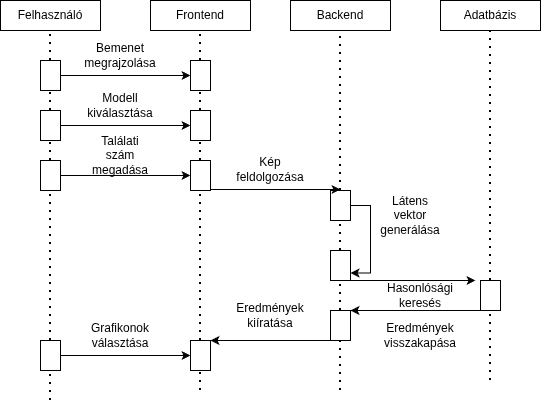 Felhasználó
Frontend
Backend
Adatbázis
Bemenet
megrajzolása
Modell
kiválasztása
Találati
szám
megadása
Kép
feldolgozása
Látens
vektor
generálása
Hasonlósági
keresés
Eredmények
kiíratása
Eredmények
visszakapása
Grafikonok
választása